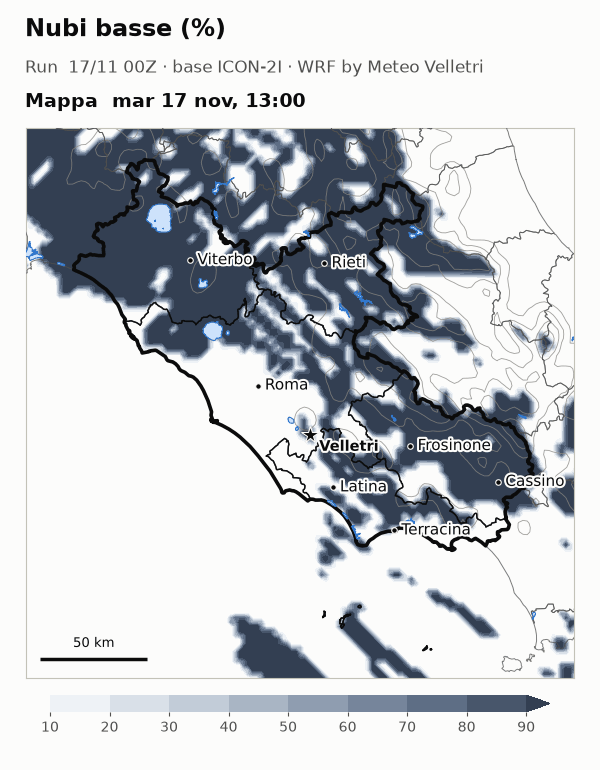 Nubi basse (%)
Run  17/11 00Z · base ICON-2I · WRF by Meteo Velletri
Mappa  mar 17 nov, 13:00
Viterbo
Rieti
Roma
Velletri
Frosinone
Cassino
Latina
Terracina
50 km
10 20 30 40 50 60 70 80 90